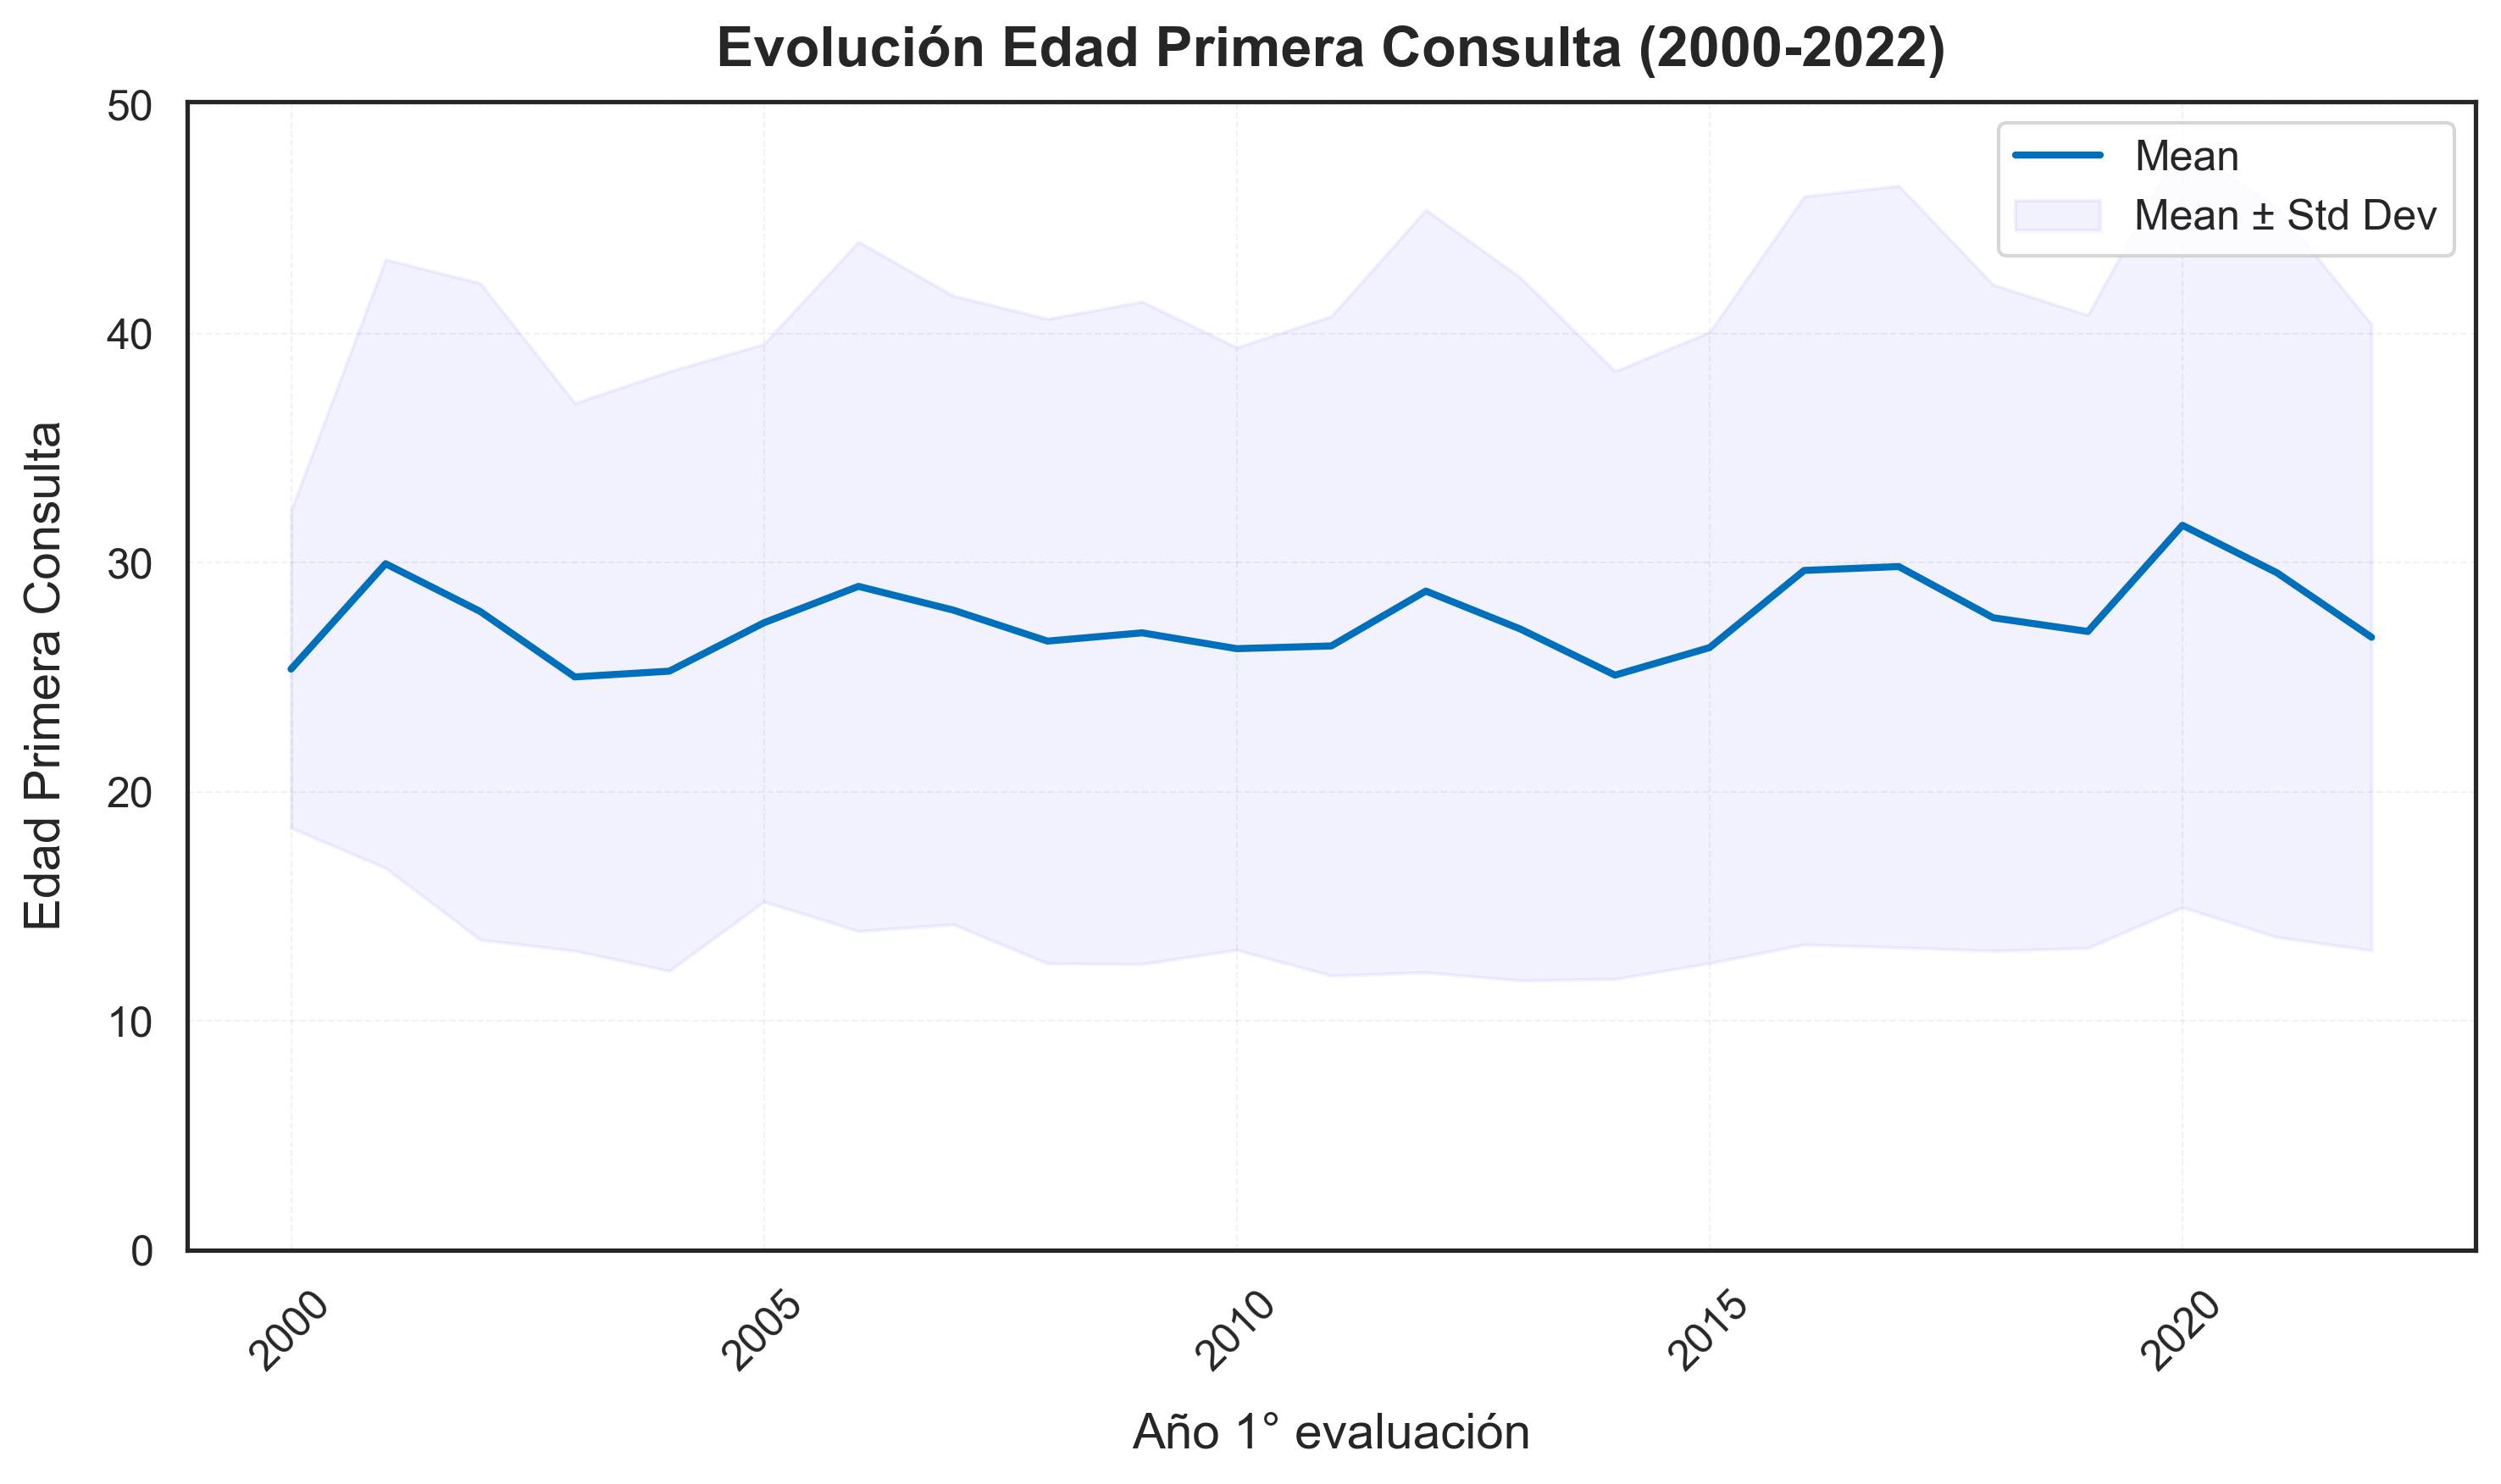 Evolución Edad Primera Consulta (2000-2022)
50
40
30
20
10
0
Edad Primera Consulta
Mean
Mean ± Std Dev
2000
2005
2010
2015
2020
Año 1° evaluación